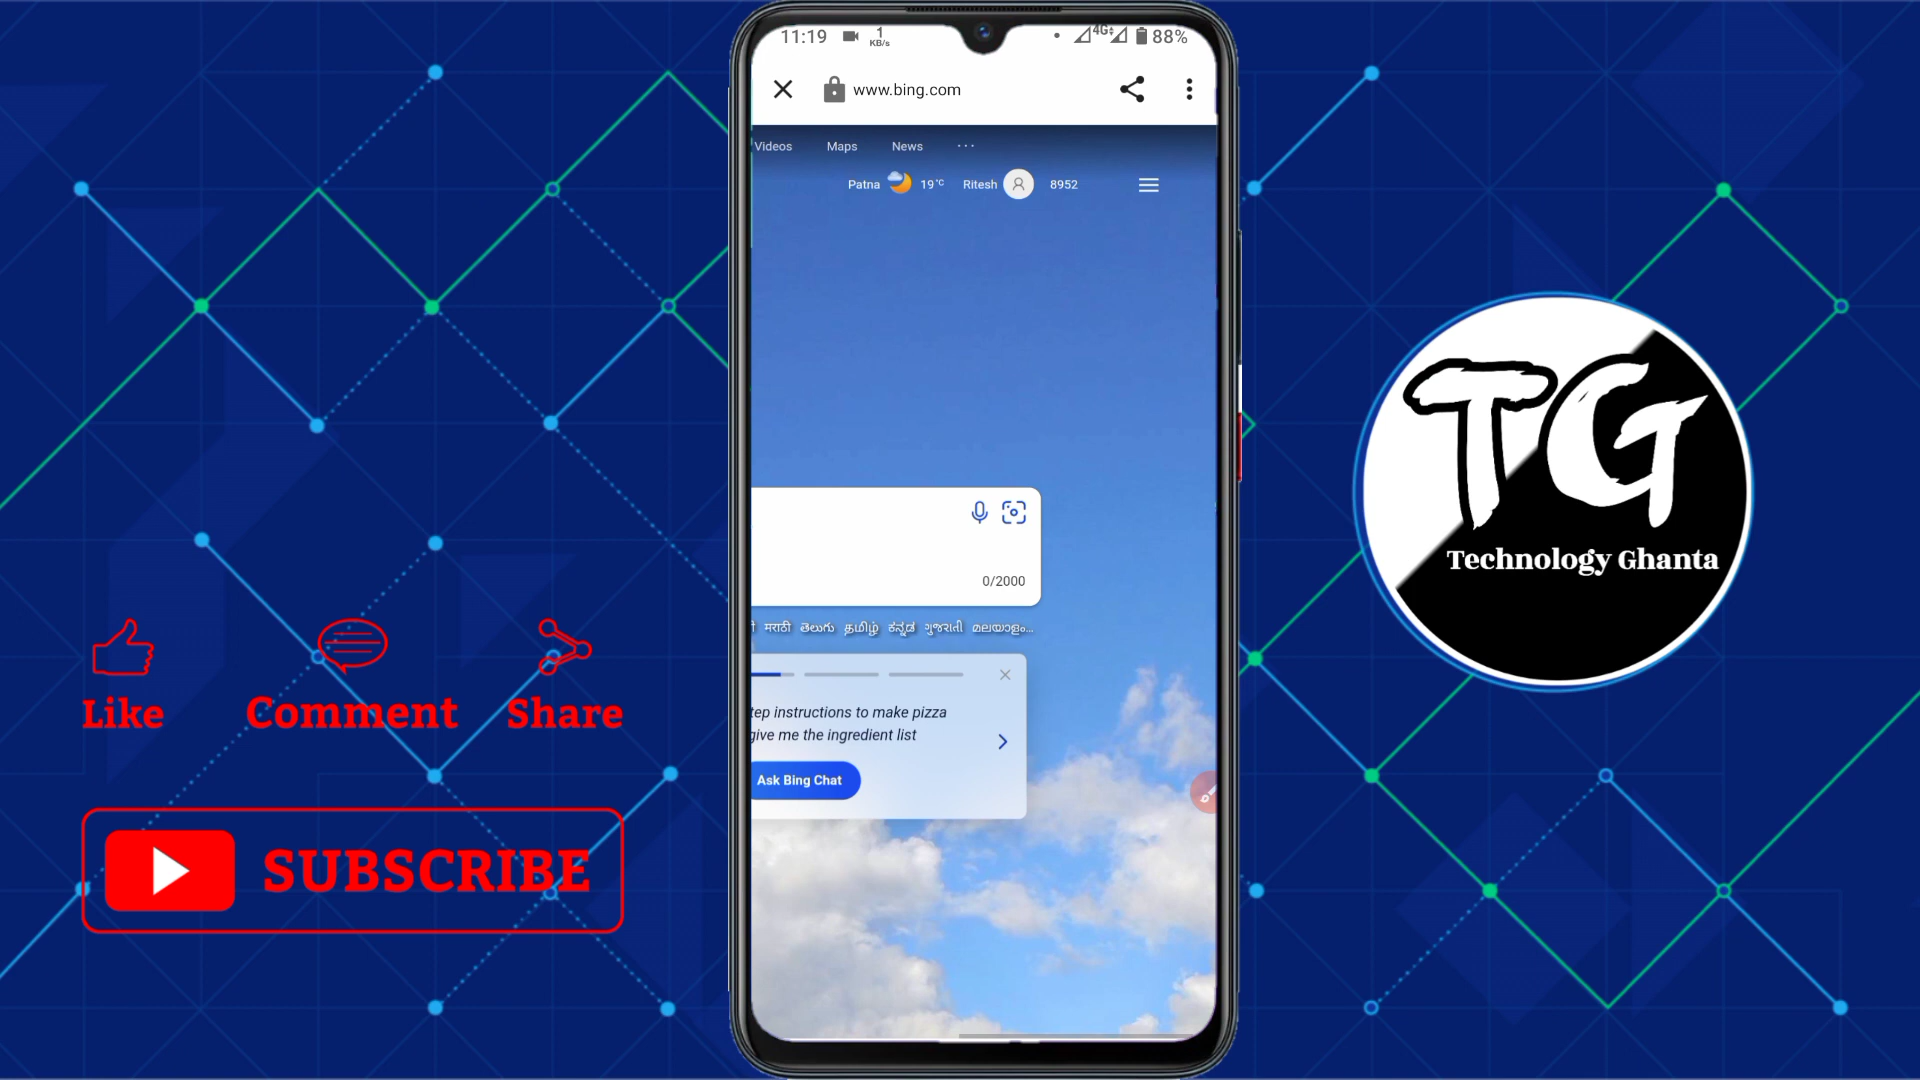 11:19 1 KB/s 4G 88%
www.bing.com
Videos Maps News
Patna 19°C Ritesh 8952
0/2000
मराठी తెలుగు தமிழ் ಕನ್ನಡ ગુજરાતી മലയാളം...
tep instructions to make pizza
give me the ingredient list
Ask Bing Chat
TG
Technology Ghanta
Like Comment Share
SUBSCRIBE